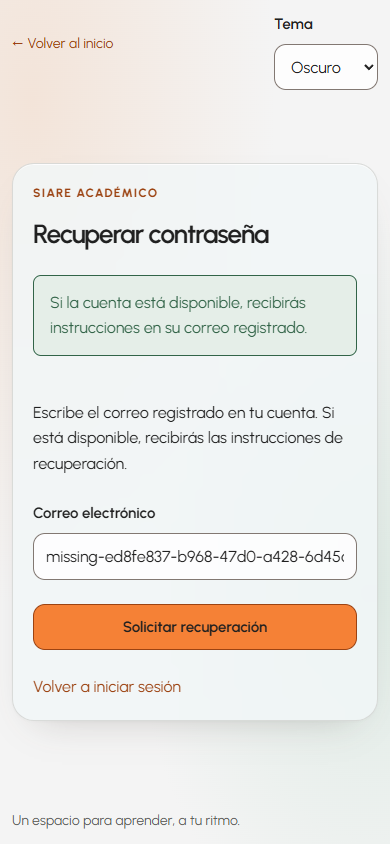 Tema
← Volver al inicio
Oscuro
SIARE ACADÉMICO
Recuperar contraseña
Si la cuenta está disponible, recibirás
instrucciones en su correo registrado.
Escribe el correo registrado en tu cuenta. Si
está disponible, recibirás las instrucciones de
recuperación.
Correo electrónico
missing-ed8fe837-b968-47d0-a428-6d45c
Solicitar recuperación
Volver a iniciar sesión
Un espacio para aprender, a tu ritmo.